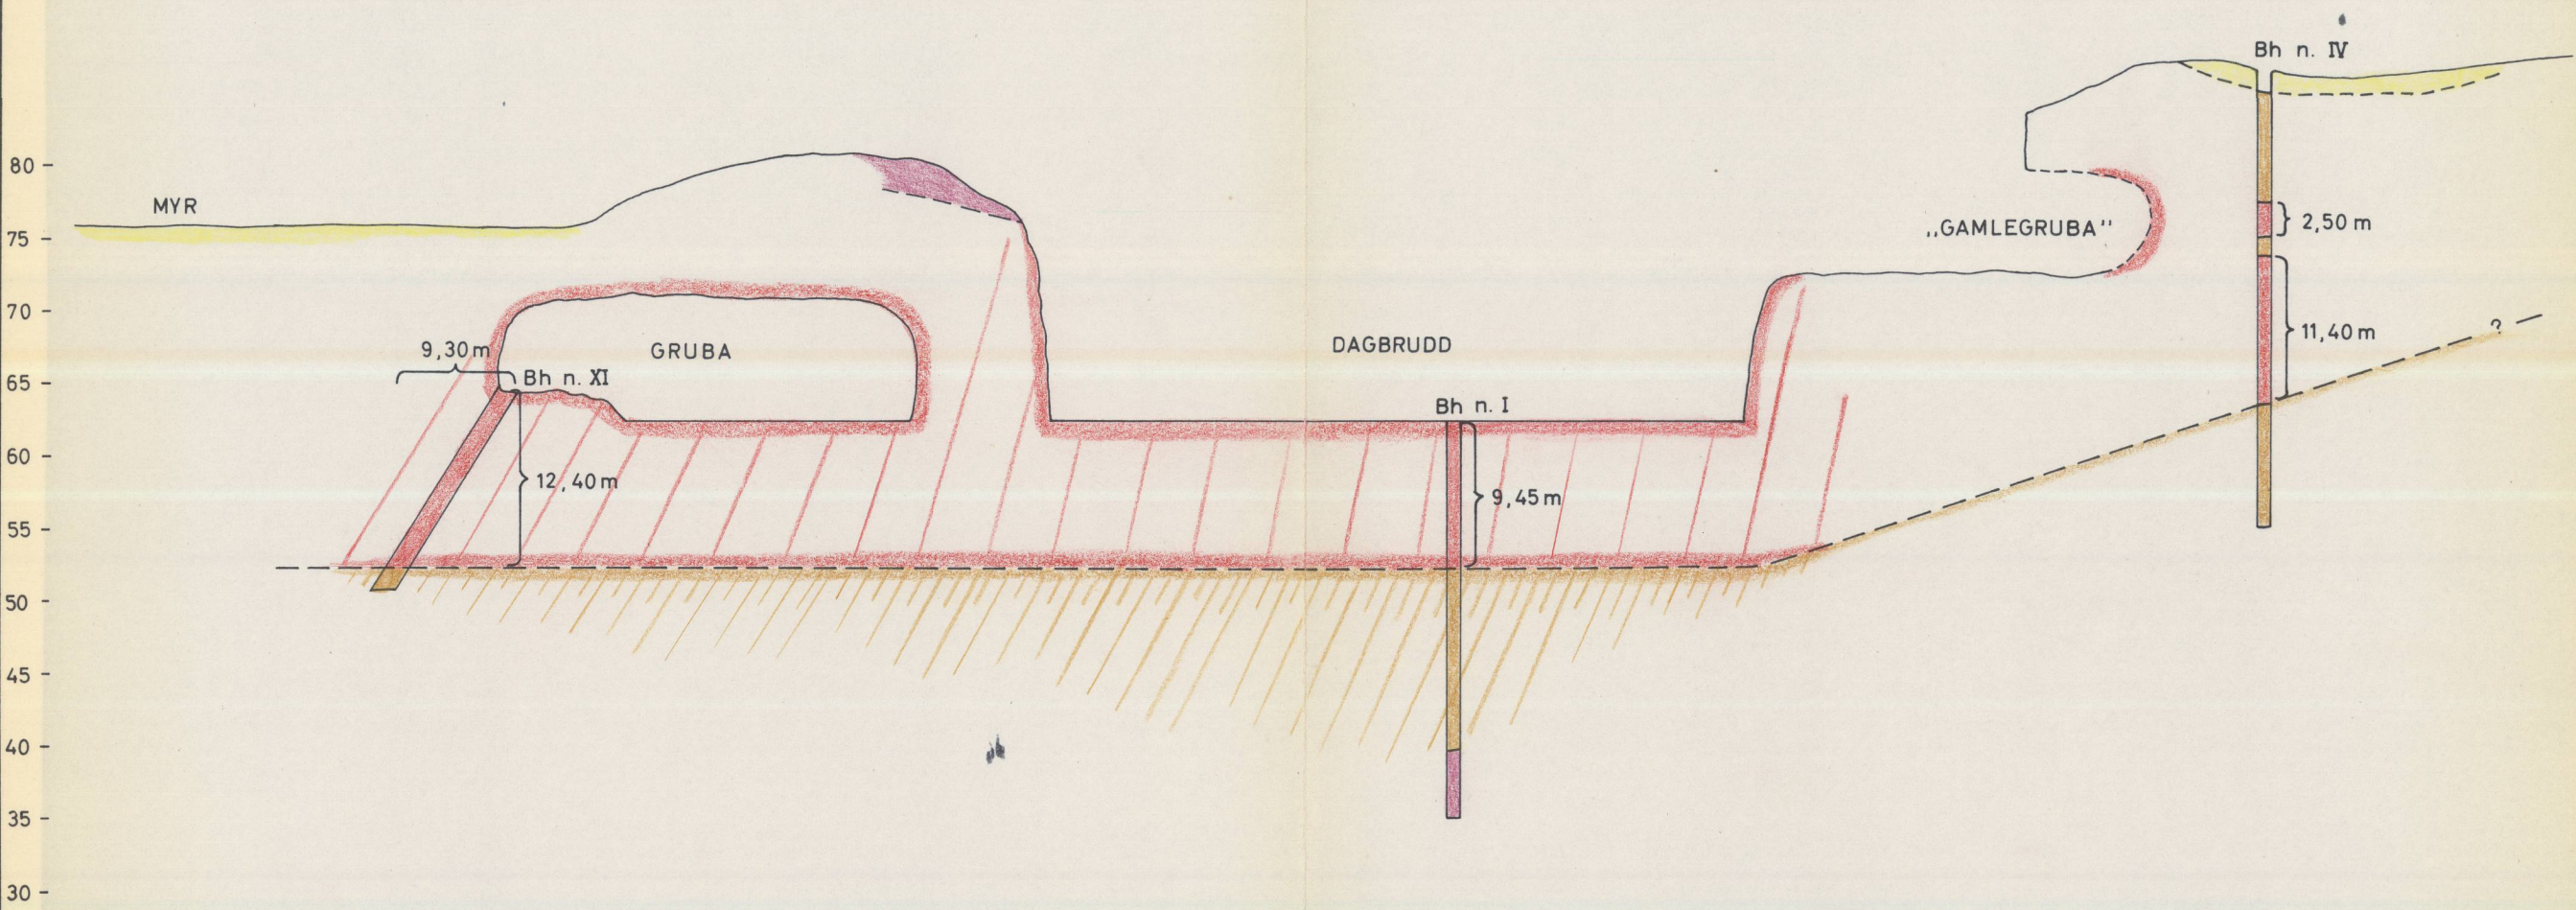 Bh n. IV
80
MYR
75
„GAMLEGRUBA"
2,50 m
70
?
9,30 m
GRUBA
DAGBRUDD
11,40 m
65
Bh n. XI
Bh n. I
60
12,40 m
9,45 m
55
50
45
40
35
30